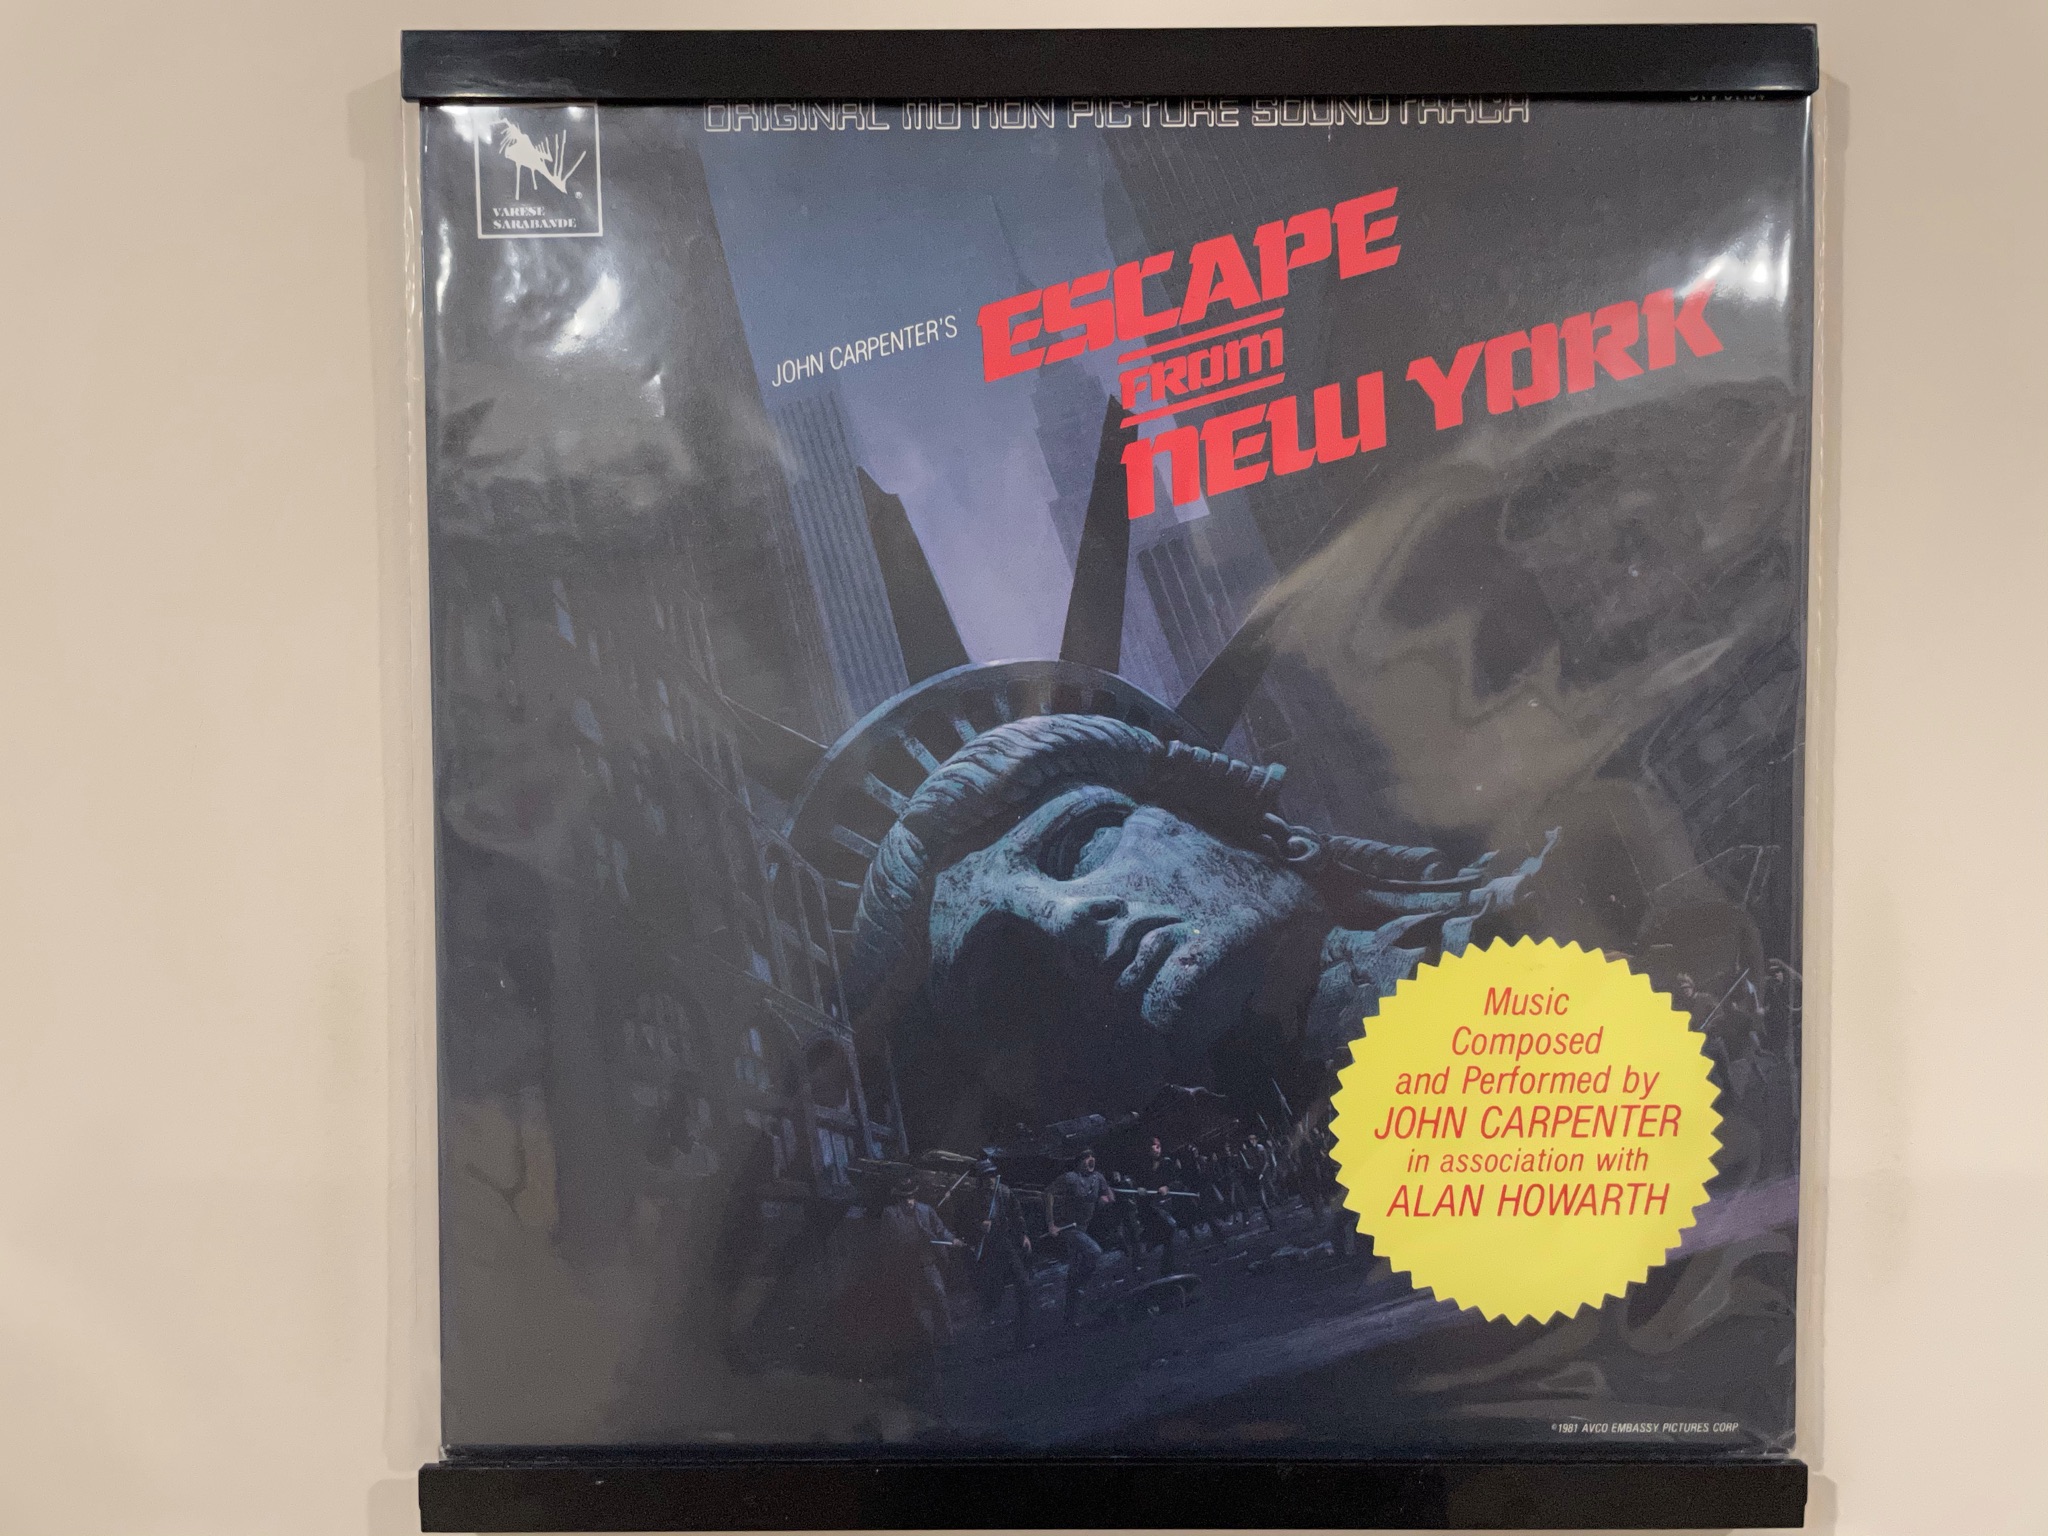 ORIGINAL MOTION PICTURE SOUNDTRACK
VARESE
SARABANDE
®
JOHN CARPENTER'S
ESCAPE
FROM
NEW YORK
Music
Composed
and Performed by
JOHN CARPENTER
in association with
ALAN HOWARTH
©1981 AVCO EMBASSY PICTURES CORP